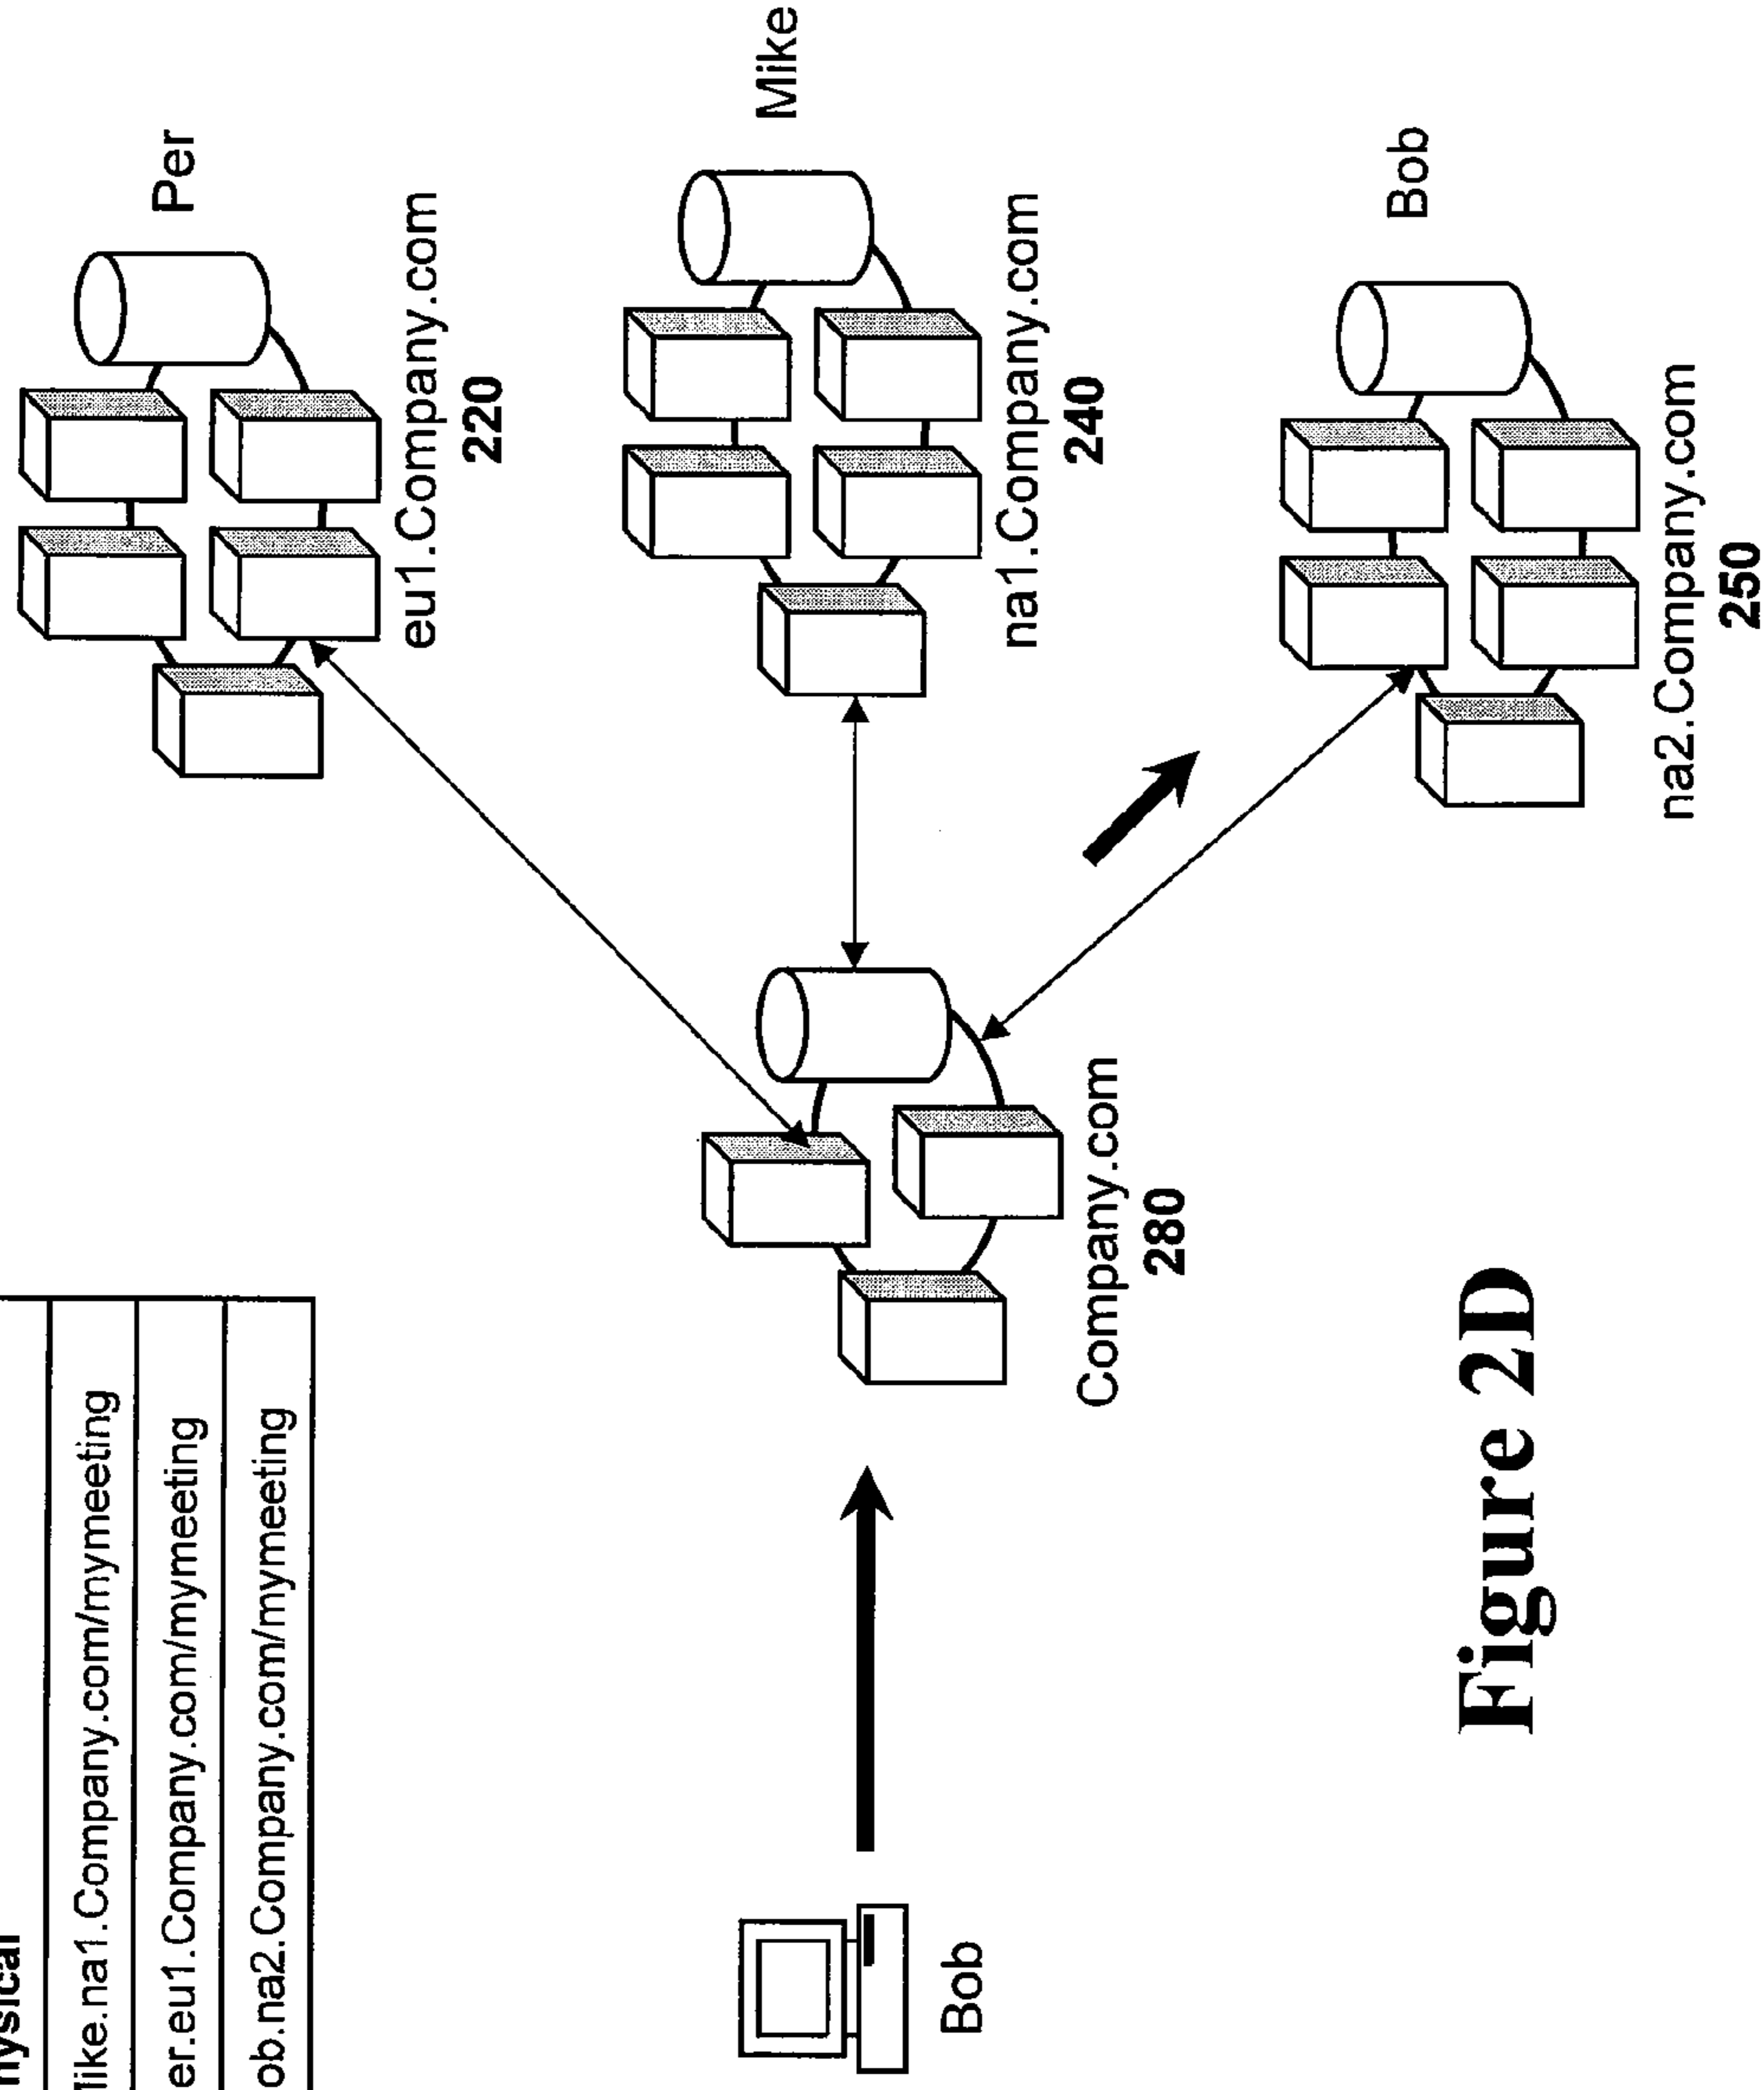 hysical
ike.na1.Company.com/mymeeting
er.eu1.Company.com/mymeeting
ob.na2.Company.com/mymeeting
Per
eu1.Company.com
220
Mike
na1.Company.com
240
Bob
Company.com
280
Bob
na2.Company.com
250
Figure 2D